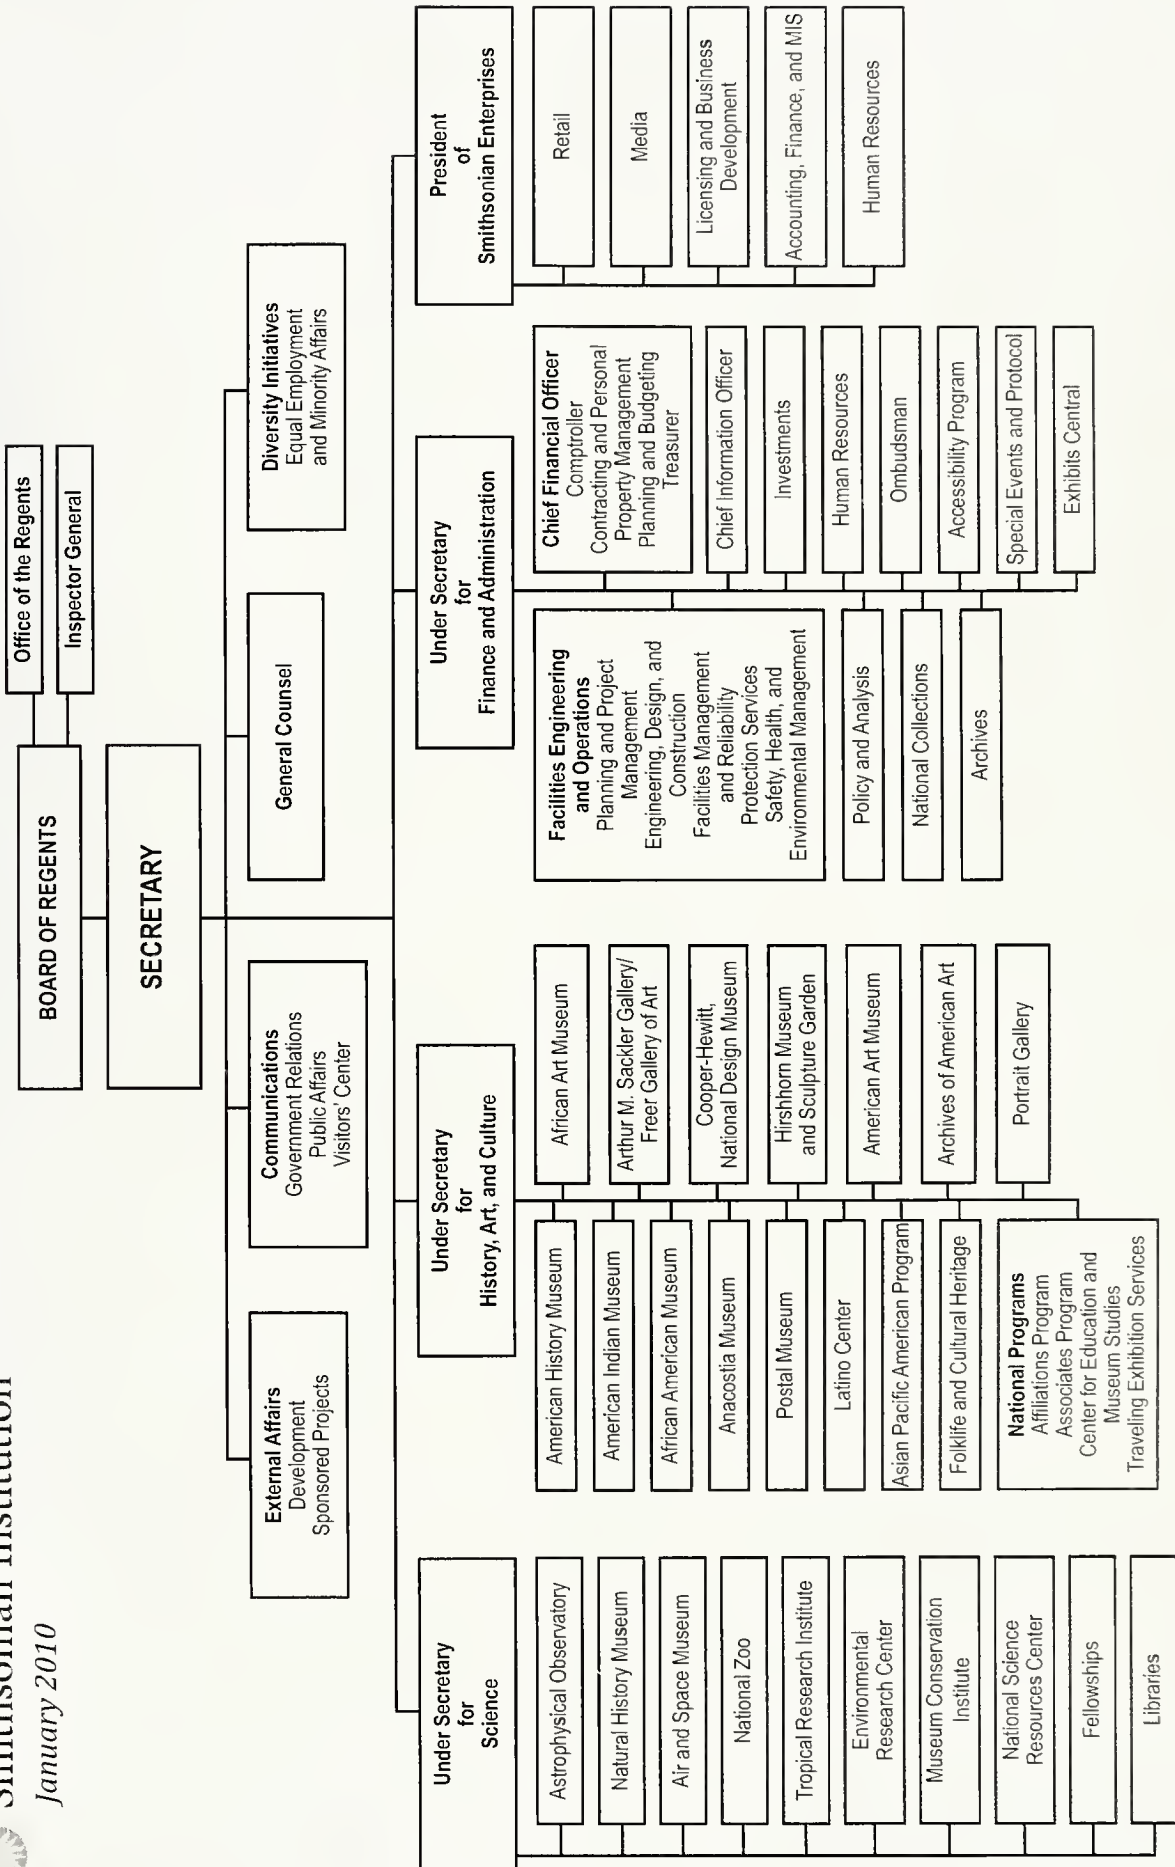 Smithsonian Institution
January 2010
Office of the Regents
BOARD OF REGENTS
Inspector General
SECRETARY
External Affairs
Development
Sponsored Projects
Communications
Government Relations
Public Affairs
Visitors' Center
General Counsel
Diversity Initiatives
Equal Employment
and Minority Affairs
Under Secretary
for
Science
Astrophysical Observatory
Natural History Museum
Air and Space Museum
National Zoo
Tropical Research Institute
Environmental
Research Center
Museum Conservation
Institute
National Science
Resources Center
Fellowships
Libraries
Under Secretary
for
History, Art, and Culture
American History Museum
American Indian Museum
African American Museum
Anacostia Museum
Postal Museum
Latino Center
Asian Pacific American Program
Folklife and Cultural Heritage
National Programs
Affiliations Program
Associates Program
Center for Education and
Museum Studies
Traveling Exhibition Services
African Art Museum
Arthur M. Sackler Gallery/
Freer Gallery of Art
Cooper-Hewitt,
National Design Museum
Hirshhorn Museum
and Sculpture Garden
American Art Museum
Archives of American Art
Portrait Gallery
Under Secretary
for
Finance and Administration
Facilities Engineering
and Operations
Planning and Project
Management
Engineering, Design, and
Construction
Facilities Management
and Reliability
Protection Services
Safety, Health, and
Environmental Management
Policy and Analysis
National Collections
Archives
Chief Financial Officer
Comptroller
Contracting and Personal
Property Management
Planning and Budgeting
Treasurer
Chief Information Officer
Investments
Human Resources
Ombudsman
Accessibility Program
Special Events and Protocol
Exhibits Central
President
of
Smithsonian Enterprises
Retail
Media
Licensing and Business
Development
Accounting, Finance, and MIS
Human Resources